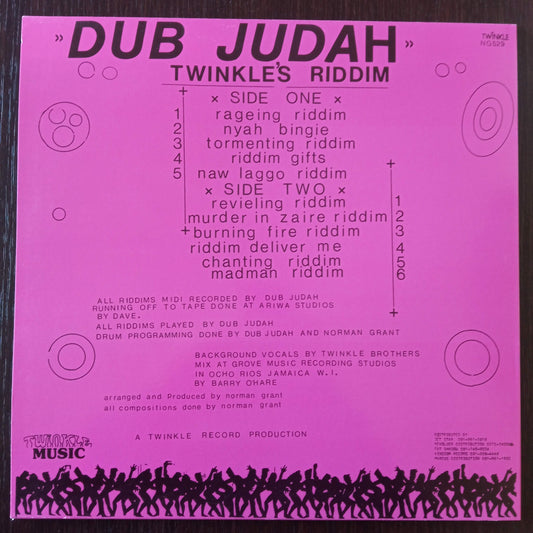 » DUB JUDAH »
TWINKLE
NG529
TWINKLE'S RIDDIM
× SIDE ONE ×
1 rageing riddim
2 nyah bingie
3 tormenting riddim
4 riddim gifts
5 naw laggo riddim
× SIDE TWO ×
revieling riddim 1
murder in zaire riddim 2
burning fire riddim 3
riddim deliver me 4
chanting riddim 5
madman riddim 6
ALL RIDDIMS MIDI RECORDED BY DUB JUDAH
RUNNING OFF TO TAPE DONE AT ARIWA STUDIOS
BY DAVE.
ALL RIDDIMS PLAYED BY DUB JUDAH
DRUM PROGRAMMING DONE BY DUB JUDAH AND NORMAN GRANT
BACKGROUND VOCALS BY TWINKLE BROTHERS
MIX AT GROVE MUSIC RECORDING STUDIOS
IN OCHO RIOS JAMAICA W.I.
BY BARRY OHARE
arranged and Produced by norman grant
all compositions done by norman grant
A TWINKLE RECORD PRODUCTION
TWINKLE
MUSIC
DISTRIBUTED BY
JET STAR